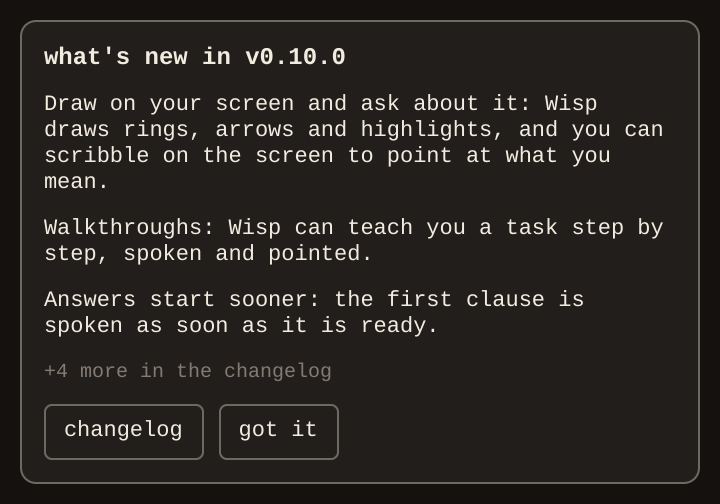 what's new in v0.10.0
Draw on your screen and ask about it: Wisp
draws rings, arrows and highlights, and you can
scribble on the screen to point at what you
mean.
Walkthroughs: Wisp can teach you a task step by
step, spoken and pointed.
Answers start sooner: the first clause is
spoken as soon as it is ready.
+4 more in the changelog
changelog
got it